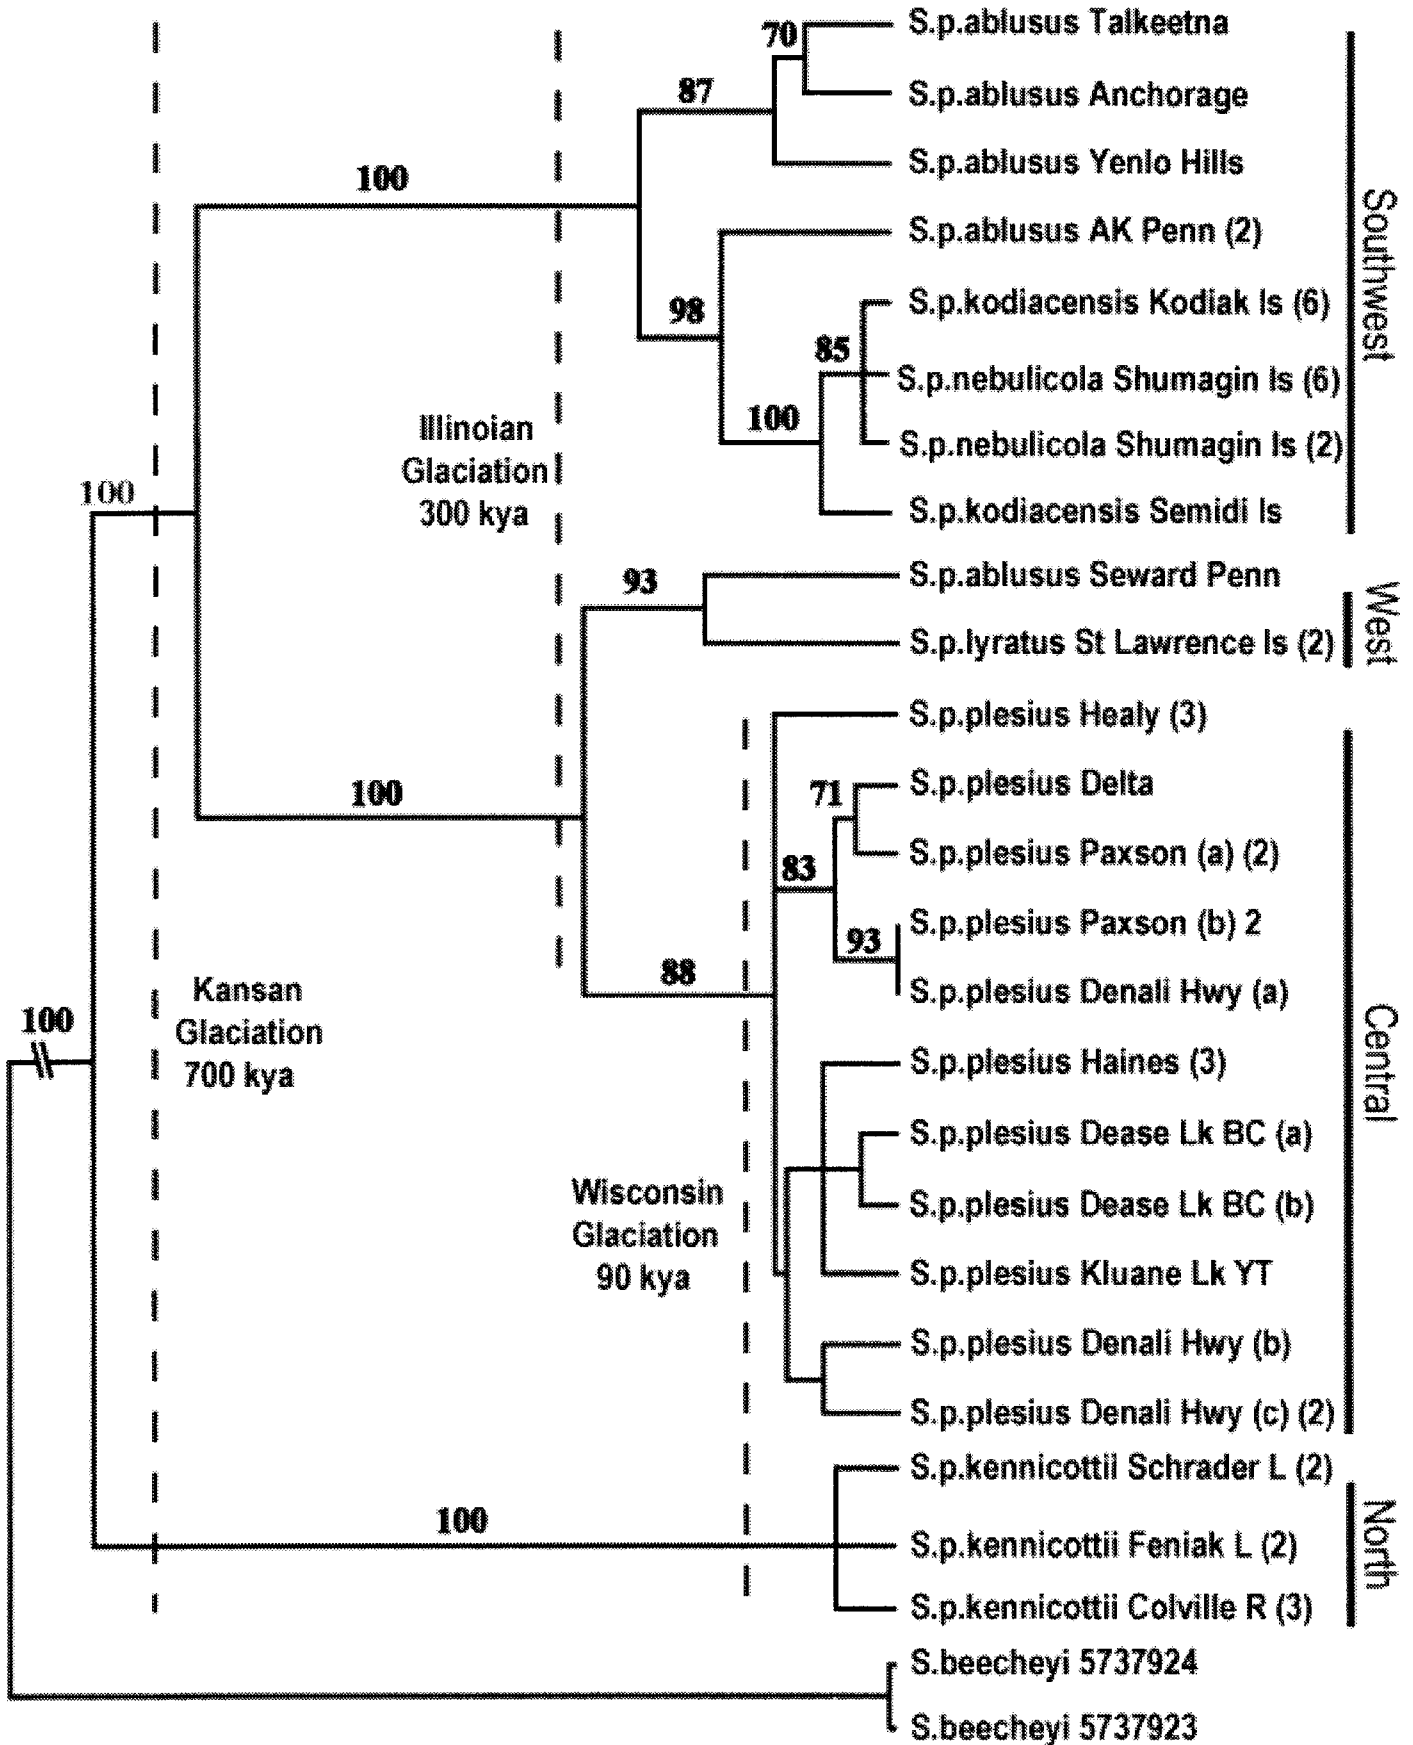 S.p.ablusus Talkeetna
70
87
S.p.ablusus Anchorage
S.p.ablusus Yenlo Hills
100
S.p.ablusus AK Penn (2)
98
S.p.kodiacensis Kodiak Is (6)
85
S.p.nebulicola Shumagin Is (6)
100
S.p.nebulicola Shumagin Is (2)
S.p.kodiacensis Semidi Is
Southwest
Illinoian
Glaciation
300 kya
100
93
S.p.ablusus Seward Penn
S.p.lyratus St Lawrence Is (2)
West
S.p.plesius Healy (3)
100
71
S.p.plesius Delta
S.p.plesius Paxson (a) (2)
83
S.p.plesius Paxson (b) 2
93
88
S.p.plesius Denali Hwy (a)
Kansan
Glaciation
700 kya
100
S.p.plesius Haines (3)
S.p.plesius Dease Lk BC (a)
Central
Wisconsin
Glaciation
90 kya
S.p.plesius Dease Lk BC (b)
S.p.plesius Kluane Lk YT
S.p.plesius Denali Hwy (b)
S.p.plesius Denali Hwy (c) (2)
S.p.kennicottii Schrader L (2)
100
S.p.kennicottii Feniak L (2)
North
S.p.kennicottii Colville R (3)
S.beecheyi 5737924
S.beecheyi 5737923